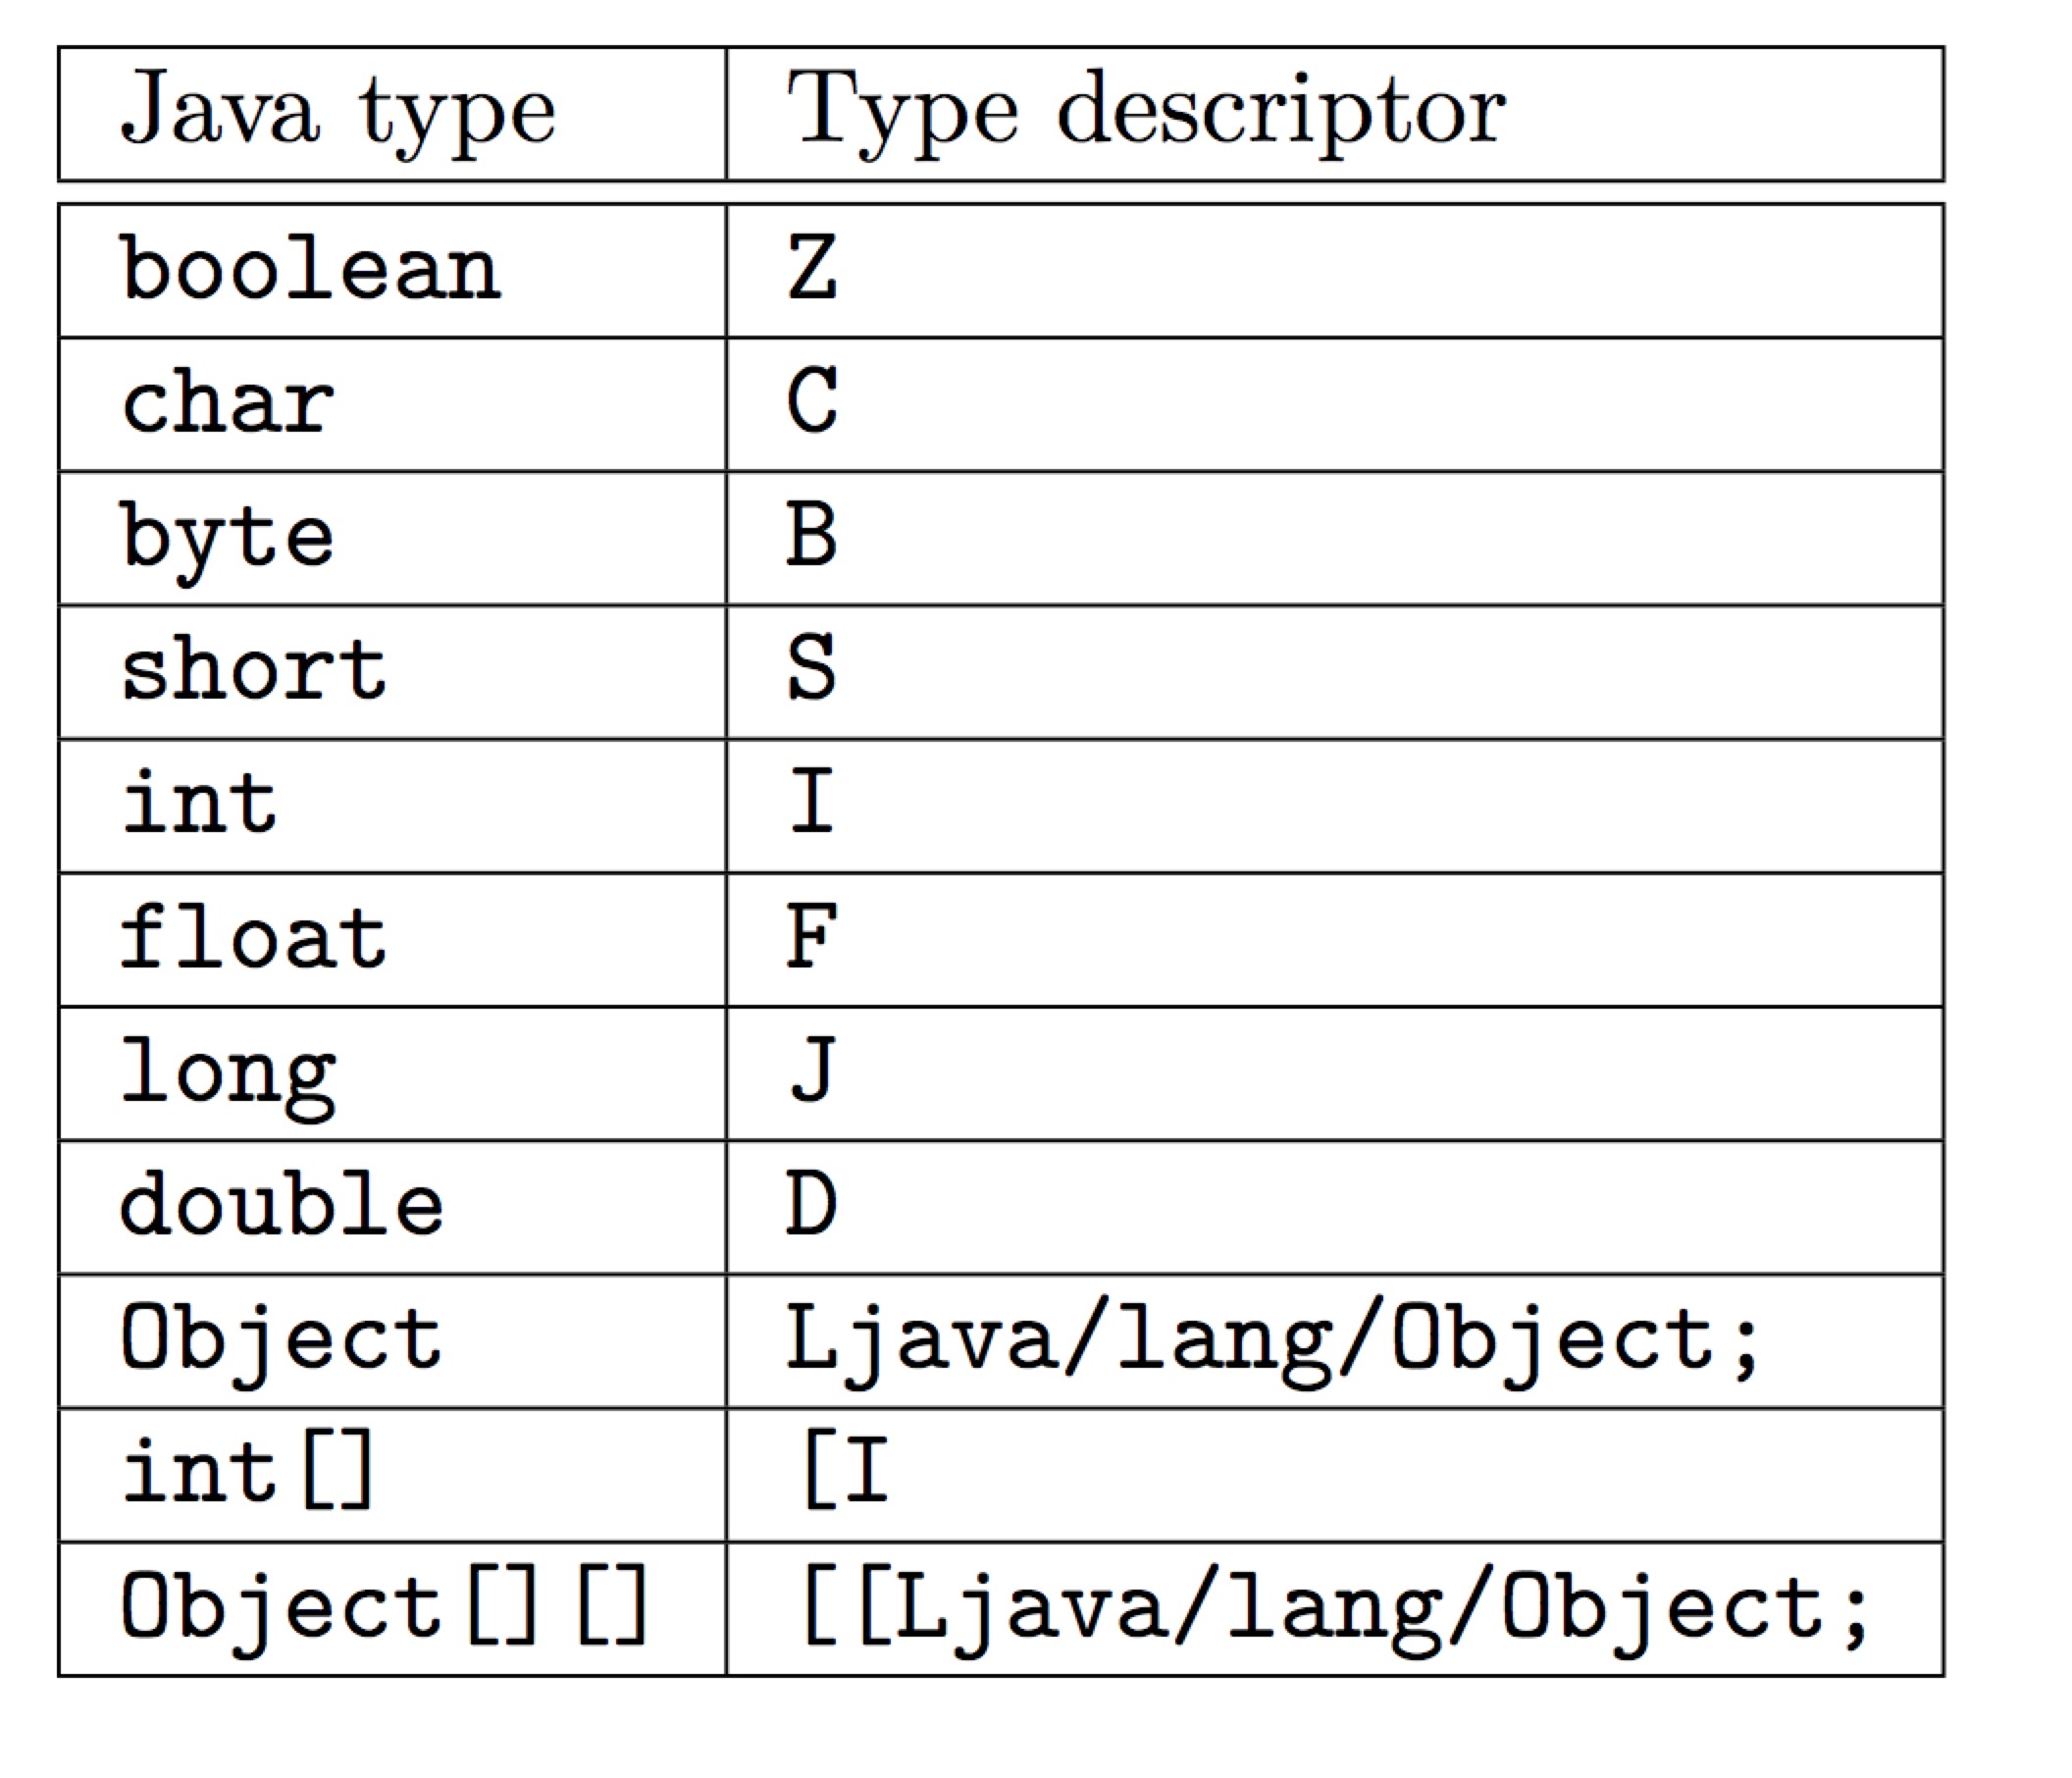 Java type Type descriptor
boolean Z
char C
byte B
short S
int I
float F
long J
double D
Object Ljava/lang/Object;
int[] [I
Object[][] [[Ljava/lang/Object;